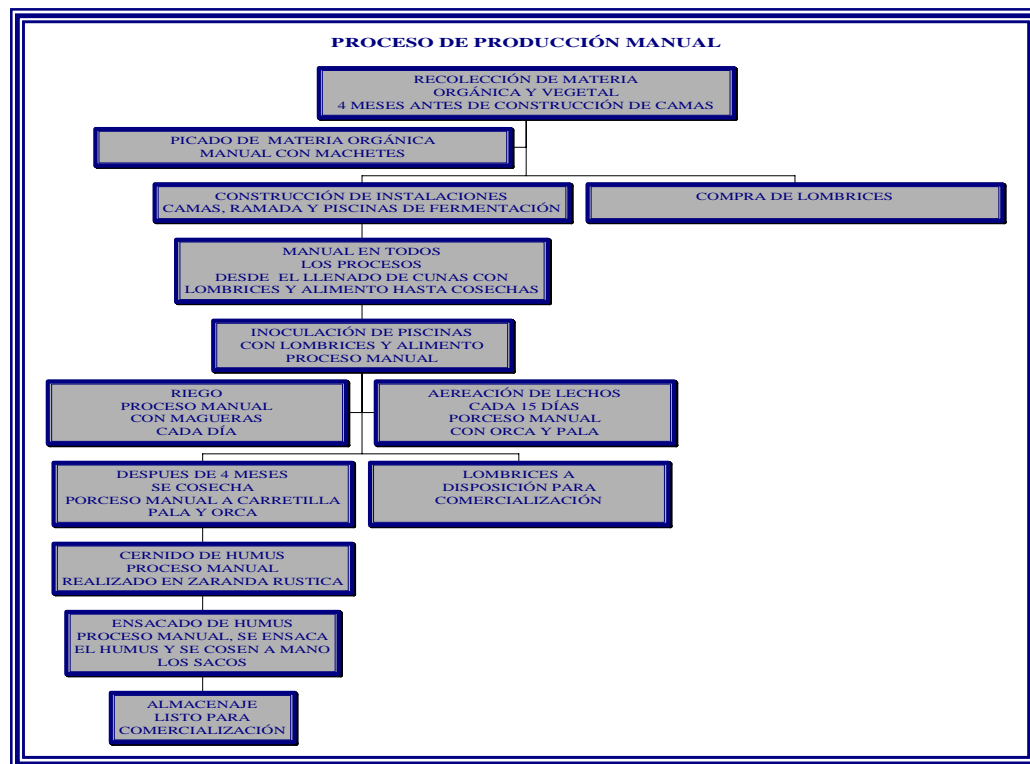 PROCESO DE PRODUCCIÓN MANUAL
RECOLECCIÓN DE MATERIA
ORGÁNICA Y VEGETAL
4 MESES ANTES DE CONSTRUCCIÓN DE CAMAS
PICADO DE MATERIA ORGÁNICA
MANUAL CON MACHETES
CONSTRUCCIÓN DE INSTALACIONES
CAMAS, RAMADA Y PISCINAS DE FERMENTACIÓN
COMPRA DE LOMBRICES
MANUAL EN TODOS
LOS PROCESOS
DESDE EL LLENADO DE CUNAS CON
LOMBRICES Y ALIMENTO HASTA COSECHAS
INOCULACIÓN DE PISCINAS
CON LOMBRICES Y ALIMENTO
PROCESO MANUAL
RIEGO
PROCESO MANUAL
CON MAGUERAS
CADA DÍA
AEREACIÓN DE LECHOS
CADA 15 DÍAS
PORCESO MANUAL
CON ORCA Y PALA
DESPUES DE 4 MESES
SE COSECHA
PORCESO MANUAL A CARRETILLA
PALA Y ORCA
LOMBRICES A
DISPOSICIÓN PARA
COMERCIALIZACIÓN
CERNIDO DE HUMUS
PROCESO MANUAL
REALIZADO EN ZARANDA RUSTICA
ENSACADO DE HUMUS
PROCESO MANUAL, SE ENSACA
EL HUMUS Y SE COSEN A MANO
LOS SACOS
ALMACENAJE
LISTO PARA
COMERCIALIZACIÓN